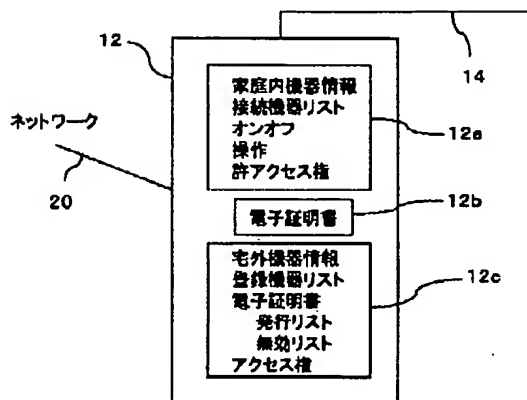 12
14
家庭内機器情報
接続機器リスト
オンオフ
操作
許アクセス権
12a
ネットワーク
20
電子証明書
12b
宅外機器情報
登録機器リスト
電子証明書
発行リスト
無効リスト
アクセス権
12c